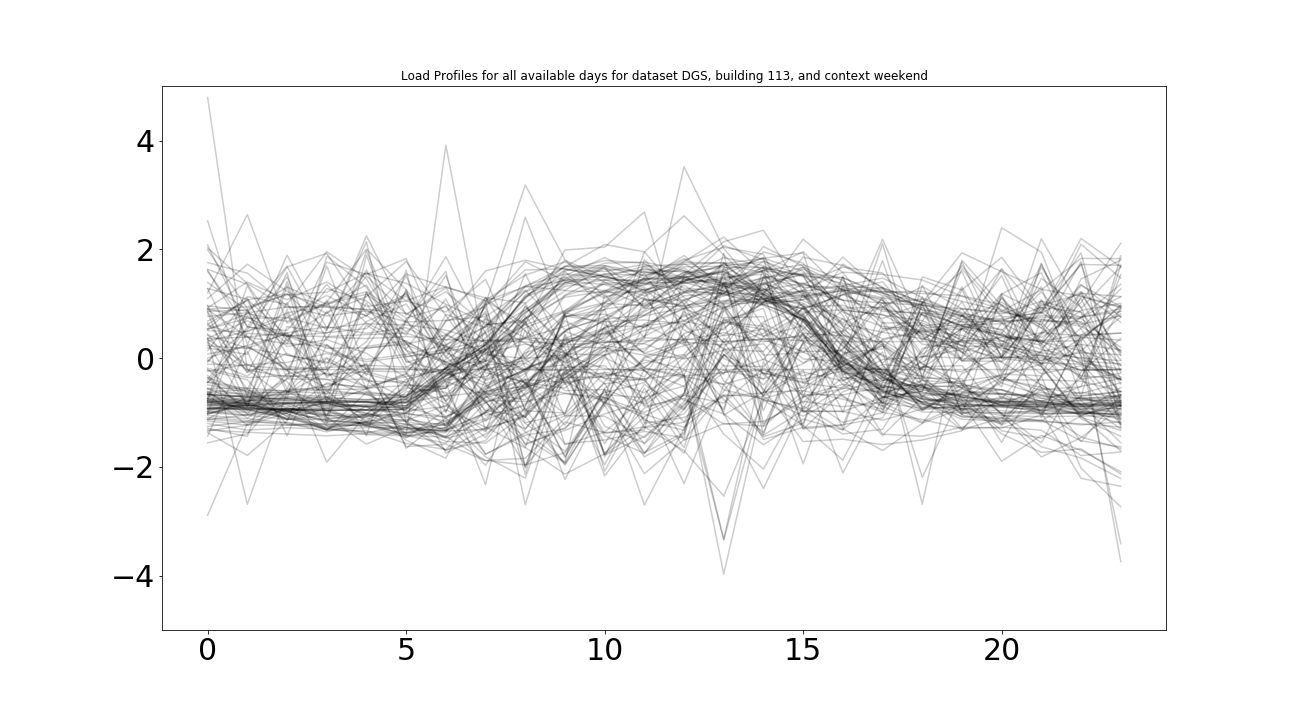 Load Profiles for all available days for dataset DGS, building 113, and context weekend
4
2
0
−2
−4
0 5 10 15 20